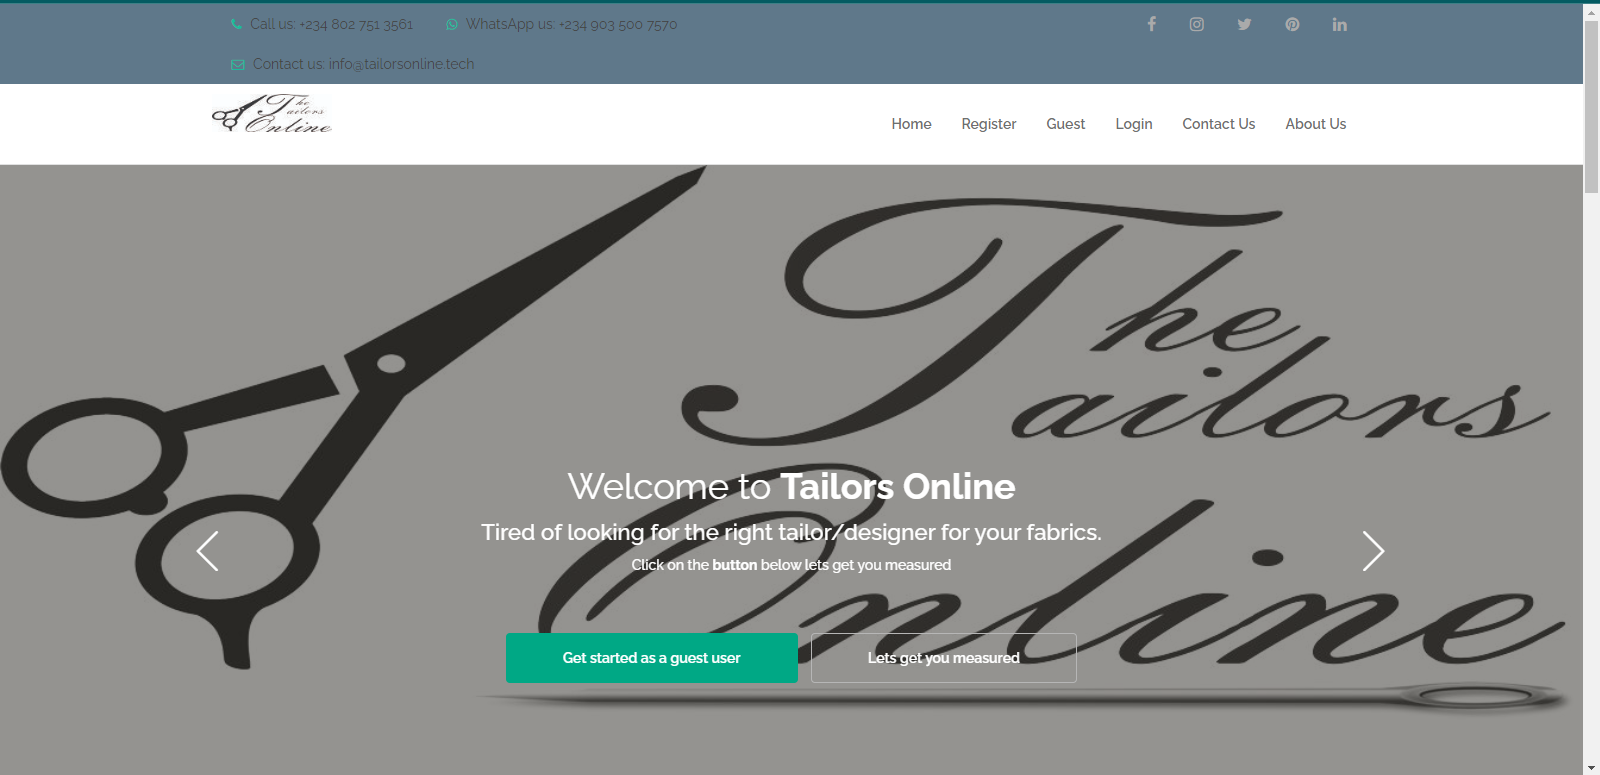 Call us: +234 802 751 3561 WhatsApp us: +234 903 500 7570
Contact us: info@tailorsonline.tech
The
Tailors
Online
Home Register Guest Login Contact Us About Us
The
Tailors
Online
Welcome to Tailors Online
Tired of looking for the right tailor/designer for your fabrics.
Click on the button below lets get you measured
Get started as a guest user Lets get you measured